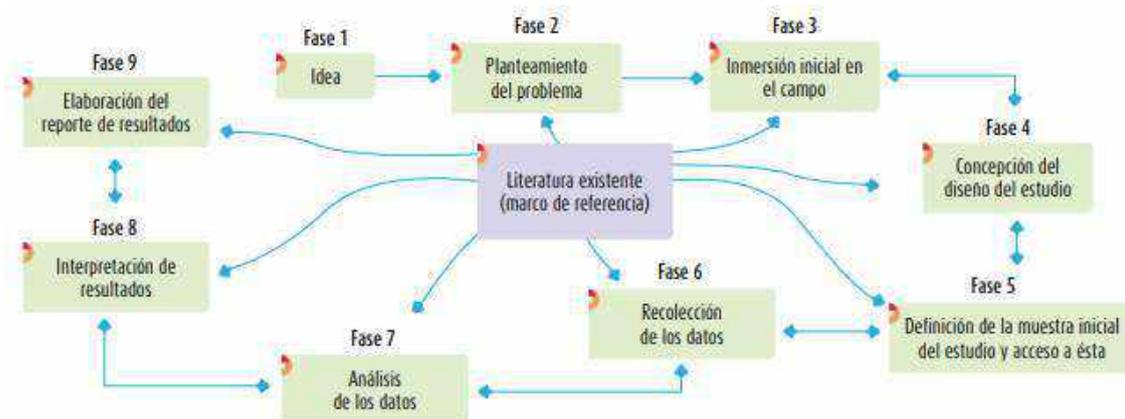 Fase 1
Idea
Fase 2
Planteamiento
del problema
Fase 3
Inmersión inicial en
el campo
Fase 4
Concepción del
diseño del estudio
Fase 5
Definición de la muestra inicial
del estudio y acceso a ésta
Fase 6
Recolección
de los datos
Fase 7
Análisis
de los datos
Fase 8
Interpretación de
resultados
Fase 9
Elaboración del
reporte de resultados
Literatura existente
(marco de referencia)